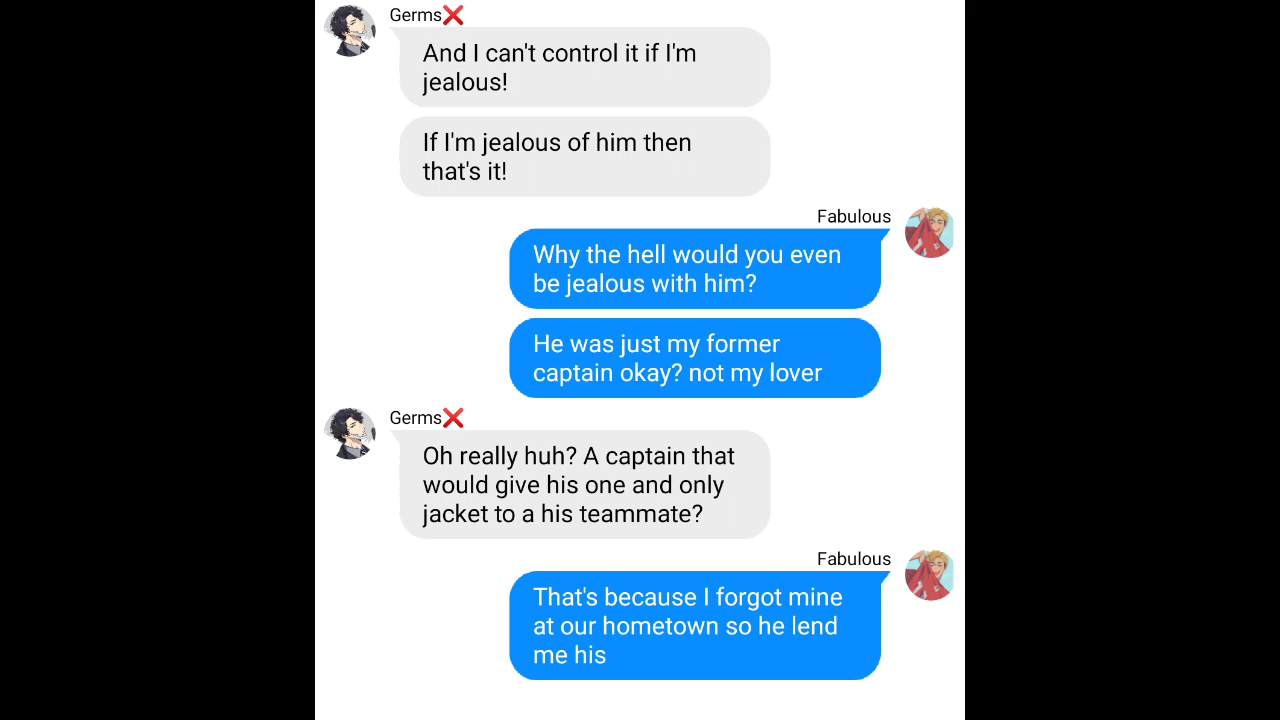 Germs❌
And I can't control it if I'm
jealous!
If I'm jealous of him then
that's it!
Fabulous
Why the hell would you even
be jealous with him?
He was just my former
captain okay? not my lover
Germs❌
Oh really huh? A captain that
would give his one and only
jacket to a his teammate?
Fabulous
That's because I forgot mine
at our hometown so he lend
me his